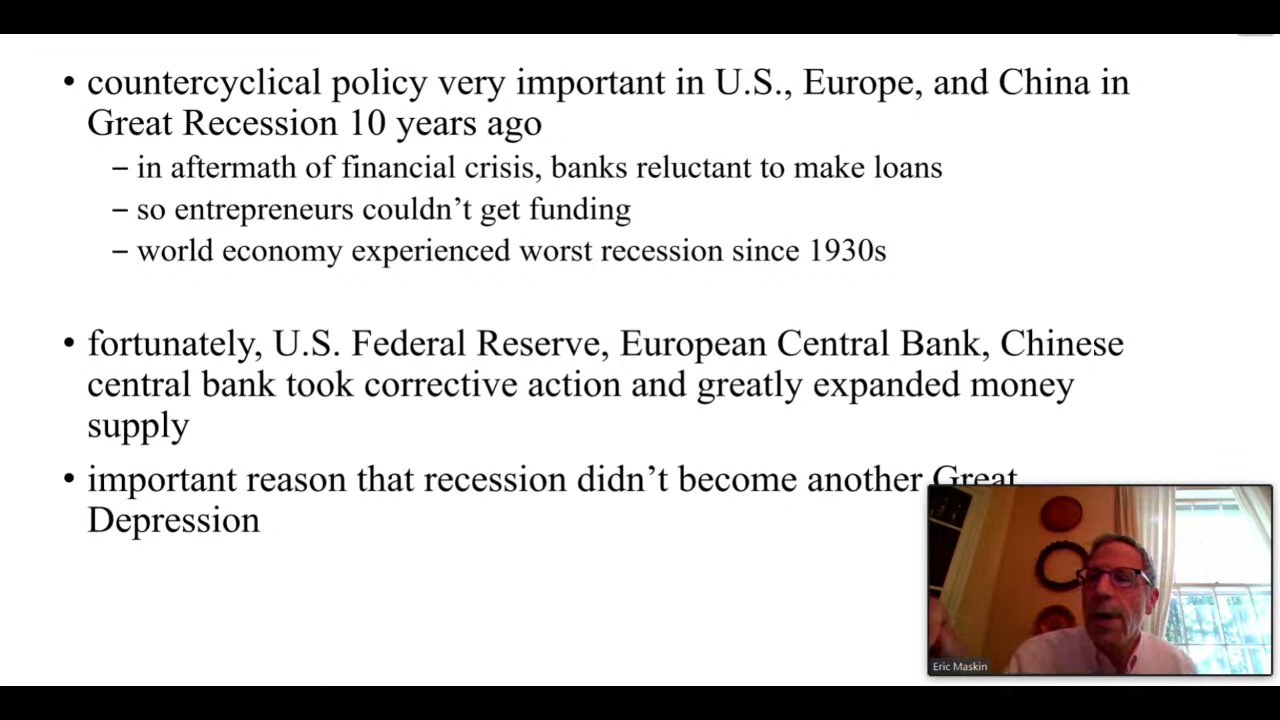 • countercyclical policy very important in U.S., Europe, and China in
Great Recession 10 years ago
– in aftermath of financial crisis, banks reluctant to make loans
– so entrepreneurs couldn’t get funding
– world economy experienced worst recession since 1930s
• fortunately, U.S. Federal Reserve, European Central Bank, Chinese
central bank took corrective action and greatly expanded money
supply
• important reason that recession didn’t become another Great
Depression
Eric Maskin